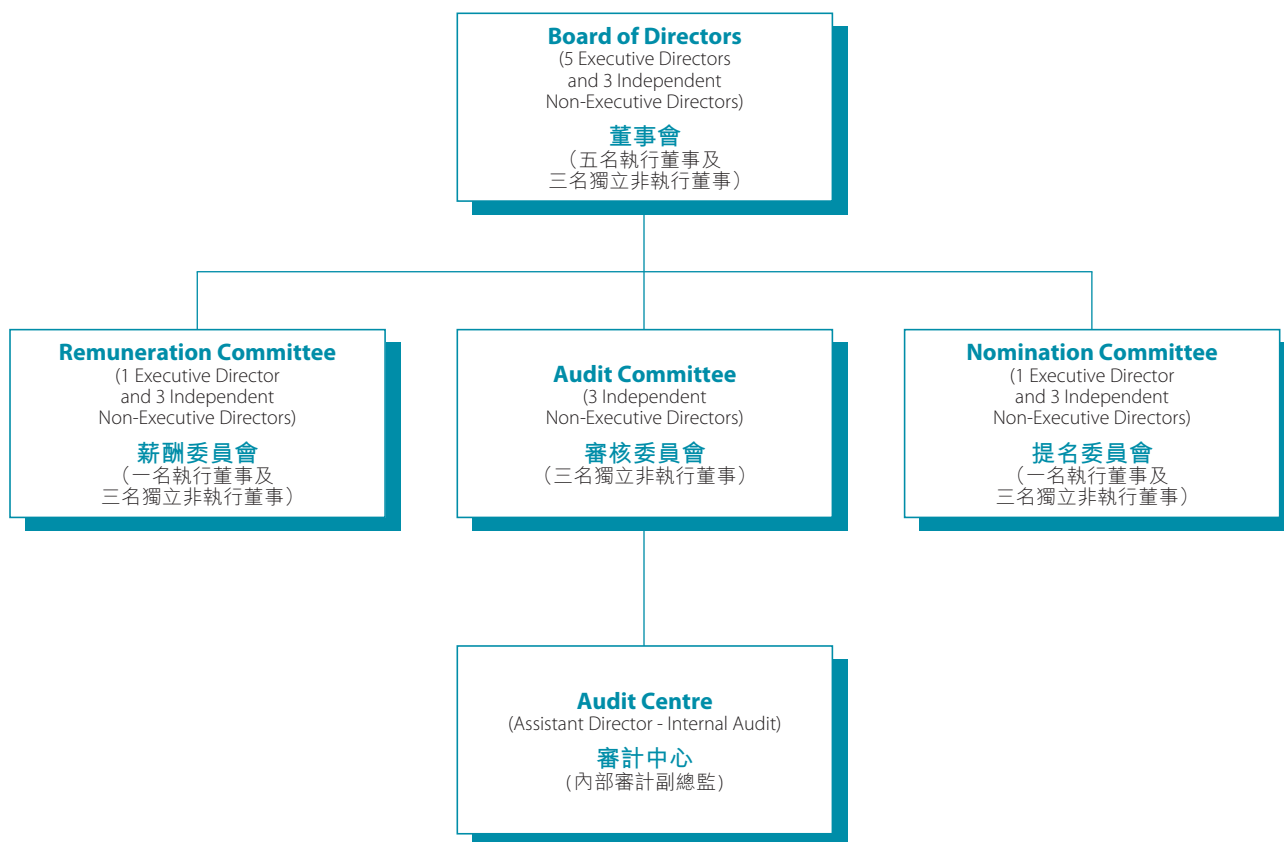 Board of Directors
(5 Executive Directors
and 3 Independent
Non-Executive Directors)
董事會
（五名執行董事及
三名獨立非執行董事）
Remuneration Committee
(1 Executive Director
and 3 Independent
Non-Executive Directors)
薪酬委員會
（一名執行董事及
三名獨立非執行董事）
Audit Committee
(3 Independent
Non-Executive Directors)
審核委員會
（三名獨立非執行董事）
Nomination Committee
(1 Executive Director
and 3 Independent
Non-Executive Directors)
提名委員會
（一名執行董事及
三名獨立非執行董事）
Audit Centre
(Assistant Director - Internal Audit)
審計中心
（內部審計副總監）